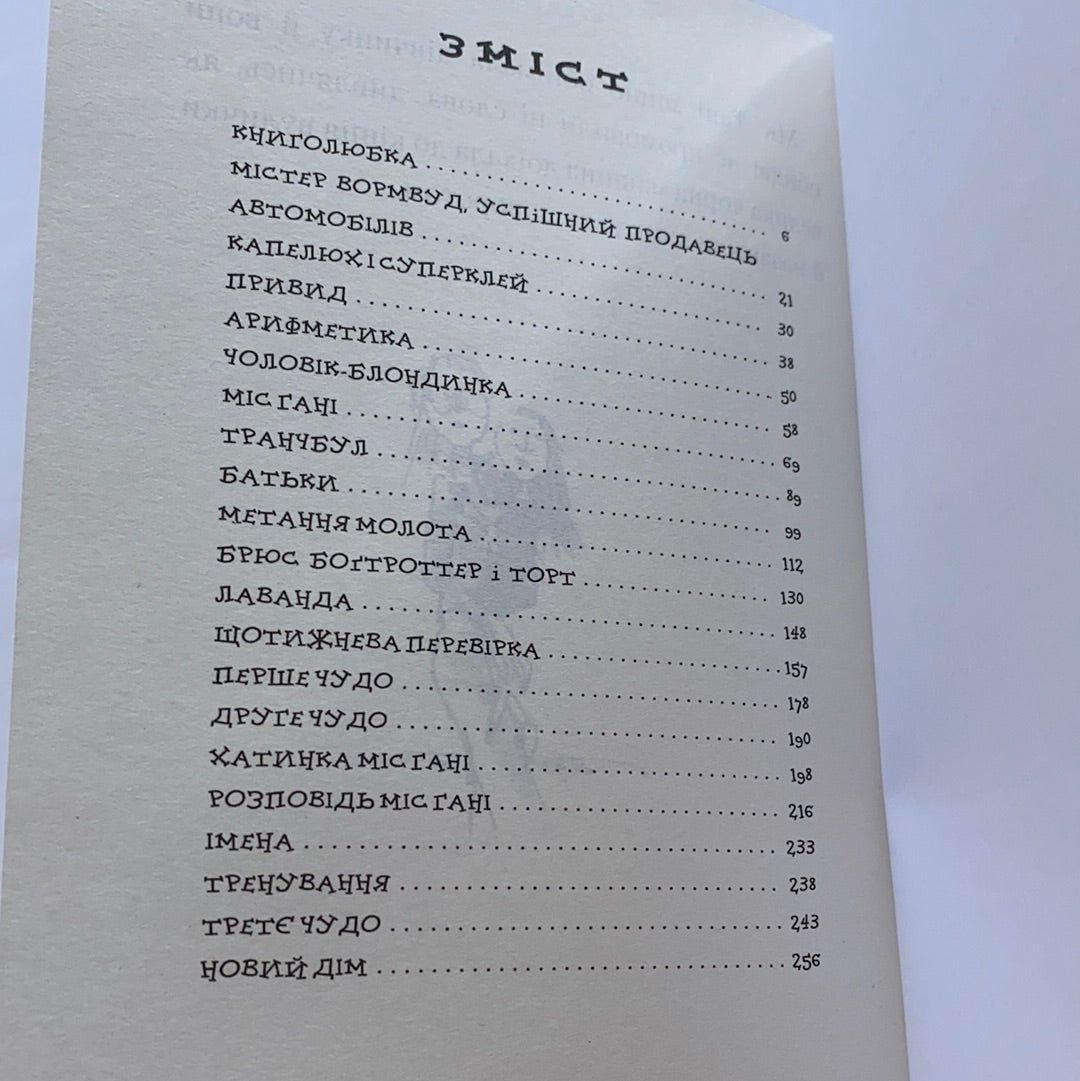 ЗМІСТ
КНИГОЛЮБКА 6
МІСТЕР ВОРМВУД, УСПІШНИЙ ПРОДАВЕЦЬ
АВТОМОБІЛІВ 21
КАПЕЛЮХ І СУПЕРКЛЕЙ 30
ПРИВИД 38
АРИФМЕТИКА 50
ЧОЛОВІК-БЛОНДИНКА 58
МІС ГАНІ 69
ТРАНЧБУЛ 89
БАТЬКИ 99
МЕТАННЯ МОЛОТА 112
БРЮС БОҐТРОТТЕР і ТОРТ 130
ЛАВАНДА 148
ЩОТИЖНЕВА ПЕРЕВІРКА 157
ПЕРШЕ ЧУДО 178
ДРУГЕ ЧУДО 190
ХАТИНКА МІС ГАНІ 198
РОЗПОВІДЬ МІС ГАНІ 216
ІМЕНА 233
ТРЕНУВАННЯ 238
ТРЕТЄ ЧУДО 243
НОВИЙ ДІМ 256